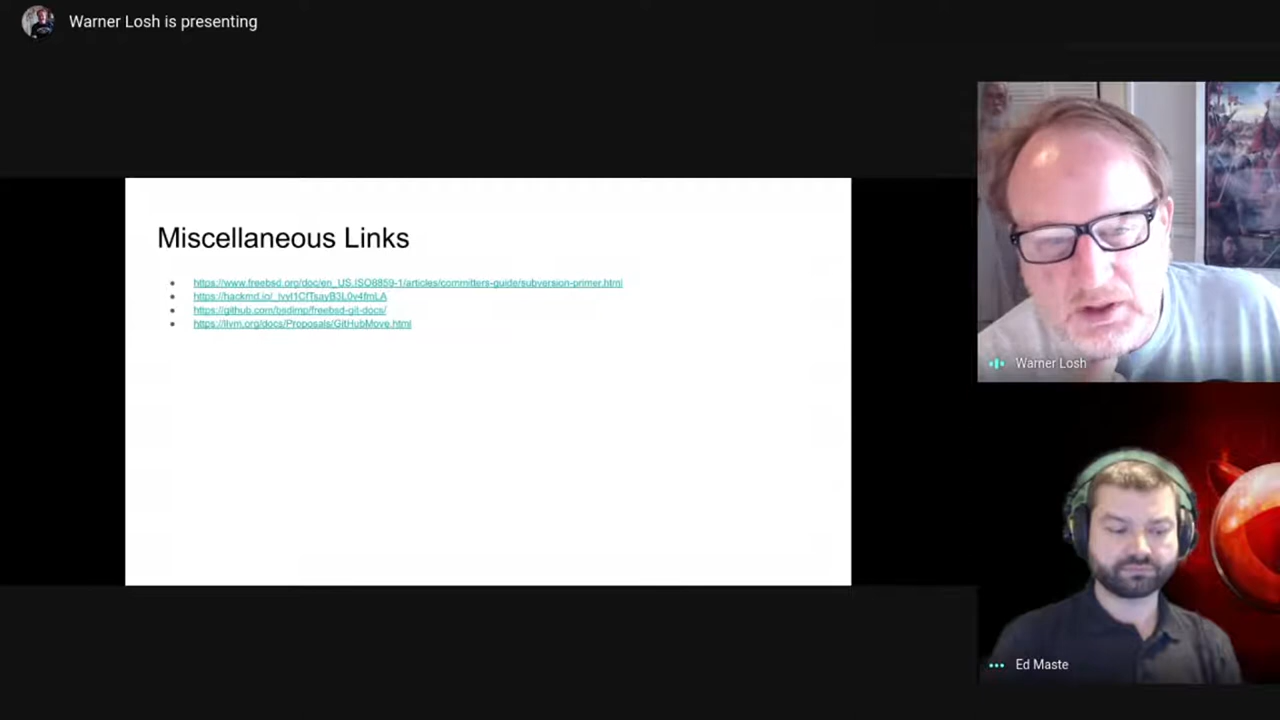 Warner Losh is presenting
Miscellaneous Links
https://www.freebsd.org/doc/en_US.ISO8859-1/articles/committers-guide/subversion-primer.html
https://github.com/bsdimp/freebsd-git-docs/
https://llvm.org/docs/Proposals/GitHubMove.html
Warner Losh
Ed Maste